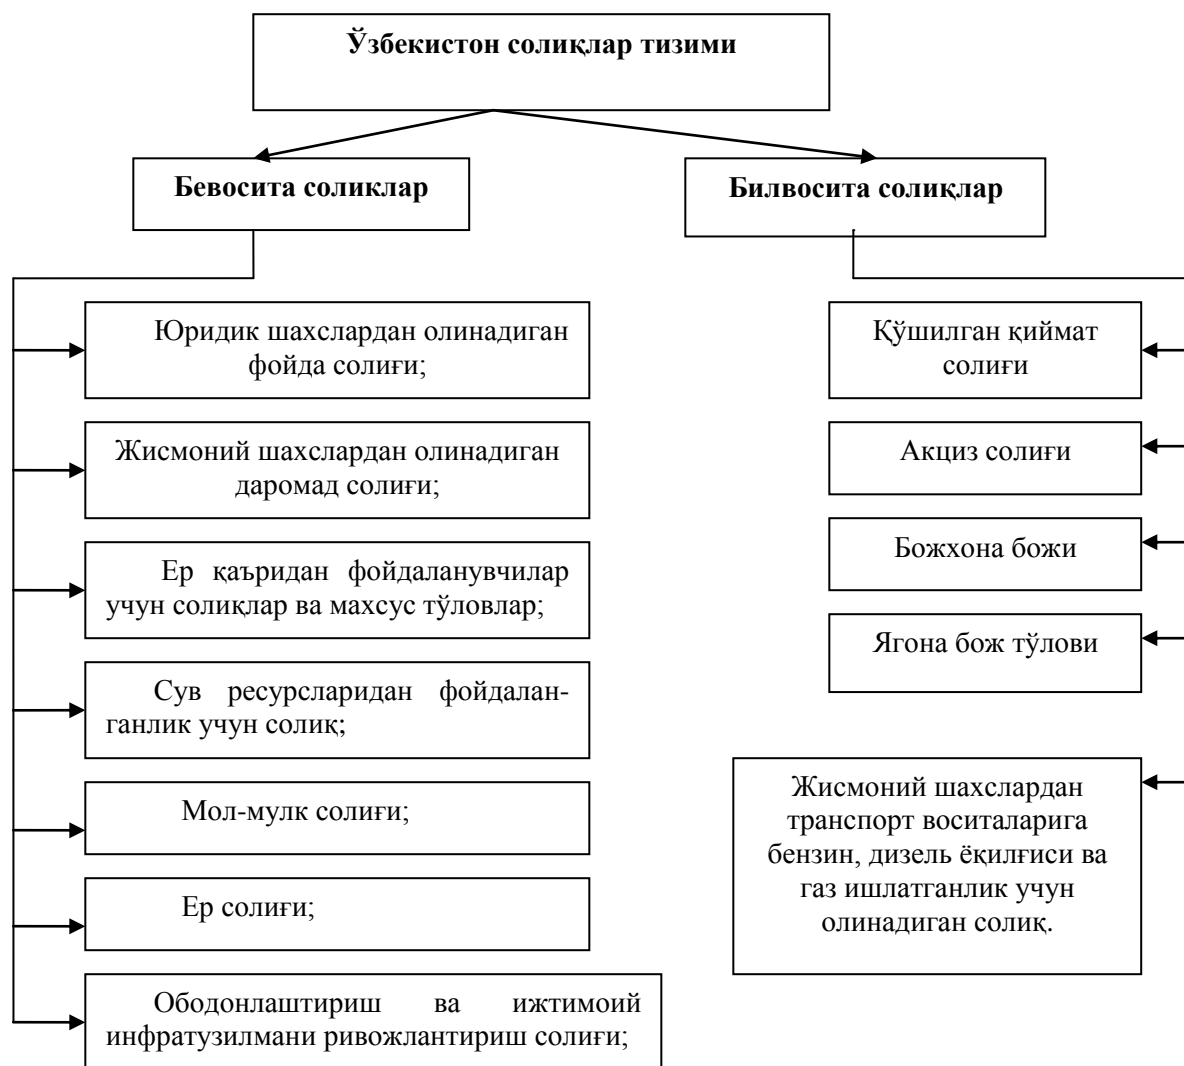 Ўзбекистон солиқлар тизими
Бевосита соликлар
Билвосита солиқлар
Юридик шахслардан олинадиган
фойда солиғи;
Жисмоний шахслардан олинадиган
даромад солиғи;
Ер қаъридан фойдаланувчилар
учун солиқлар ва махсус тўловлар;
Сув ресурсларидан фойдалан-
ганлик учун солиқ;
Мол-мулк солиғи;
Ер солиғи;
Ободонлаштириш ва ижтимоий
инфратузилмани ривожлантириш солиғи;
Қўшилган қиймат
солиғи
Акциз солиғи
Божхона божи
Ягона бож тўлови
Жисмоний шахслардан
транспорт воситаларига
бензин, дизель ёқилғиси ва
газ ишлатганлик учун
олинадиган солиқ.